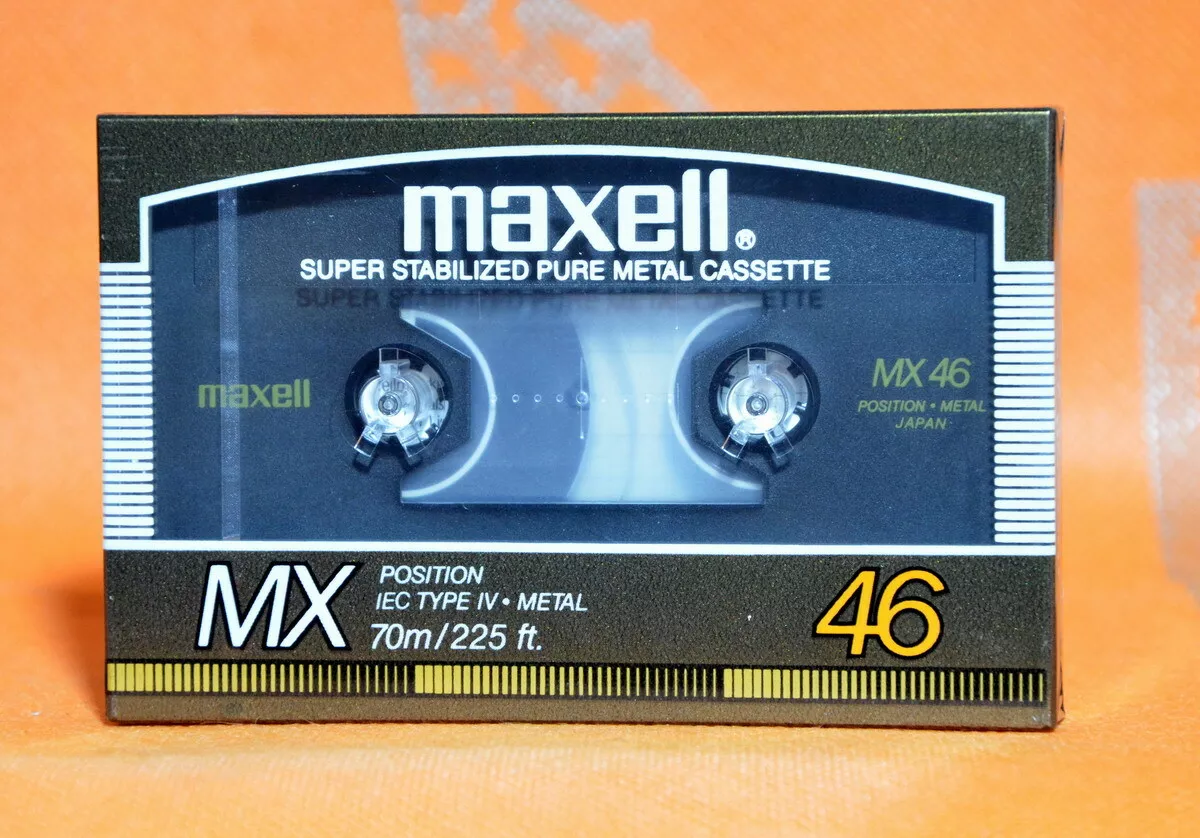 maxell®
SUPER STABILIZED PURE METAL CASSETTE
maxell
MX 46
POSITION • METAL
JAPAN
MX
POSITION
IEC TYPE IV • METAL
70m/225 ft.
46